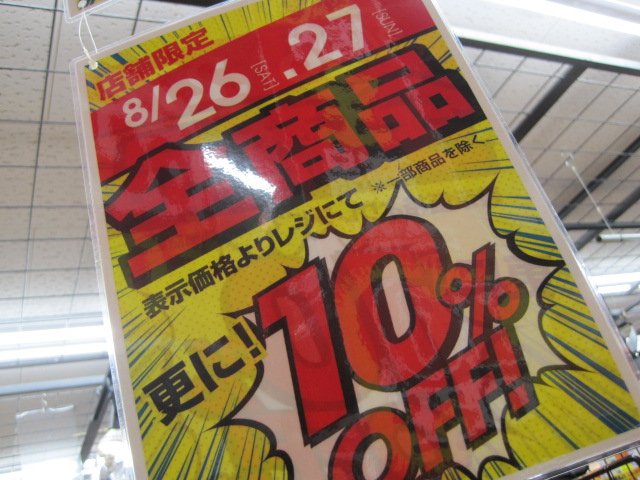 店舗限定
8/26[SAT].27[SUN]
全商品
※一部商品を除く
表示価格よりレジにて
更に!
10%
OFF!